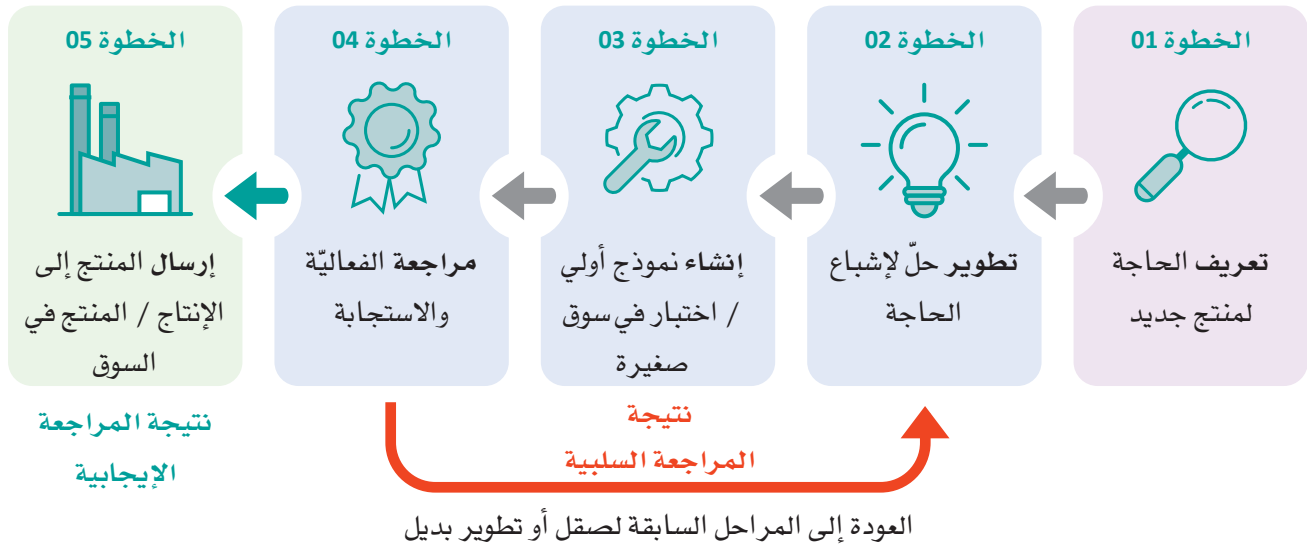 الخطوة 01
تعريف الحاجة
لمنتج جديد
الخطوة 02
تطوير حلّ لإشباع
الحاجة
الخطوة 03
إنشاء نموذج أولي
/ اختبار في سوق
صغيرة
الخطوة 04
مراجعة الفعاليّة
والاستجابة
الخطوة 05
إرسال المنتج إلى
الإنتاج / المنتج في
السوق
نتيجة
المراجعة السلبية
نتيجة المراجعة
الإيجابية
العودة إلى المراحل السابقة لصقل أو تطوير بديل